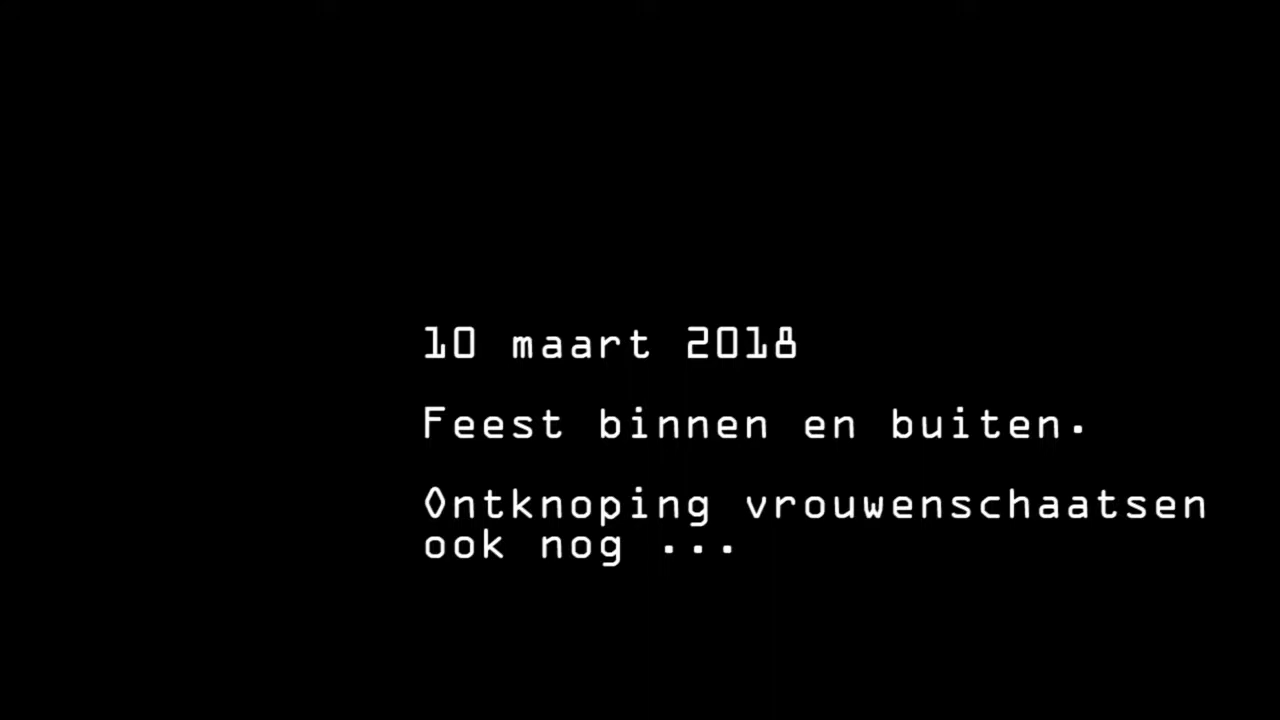 10 maart 2018
Feest binnen en buiten.
Ontknoping vrouwenschaatsen
ook nog ...